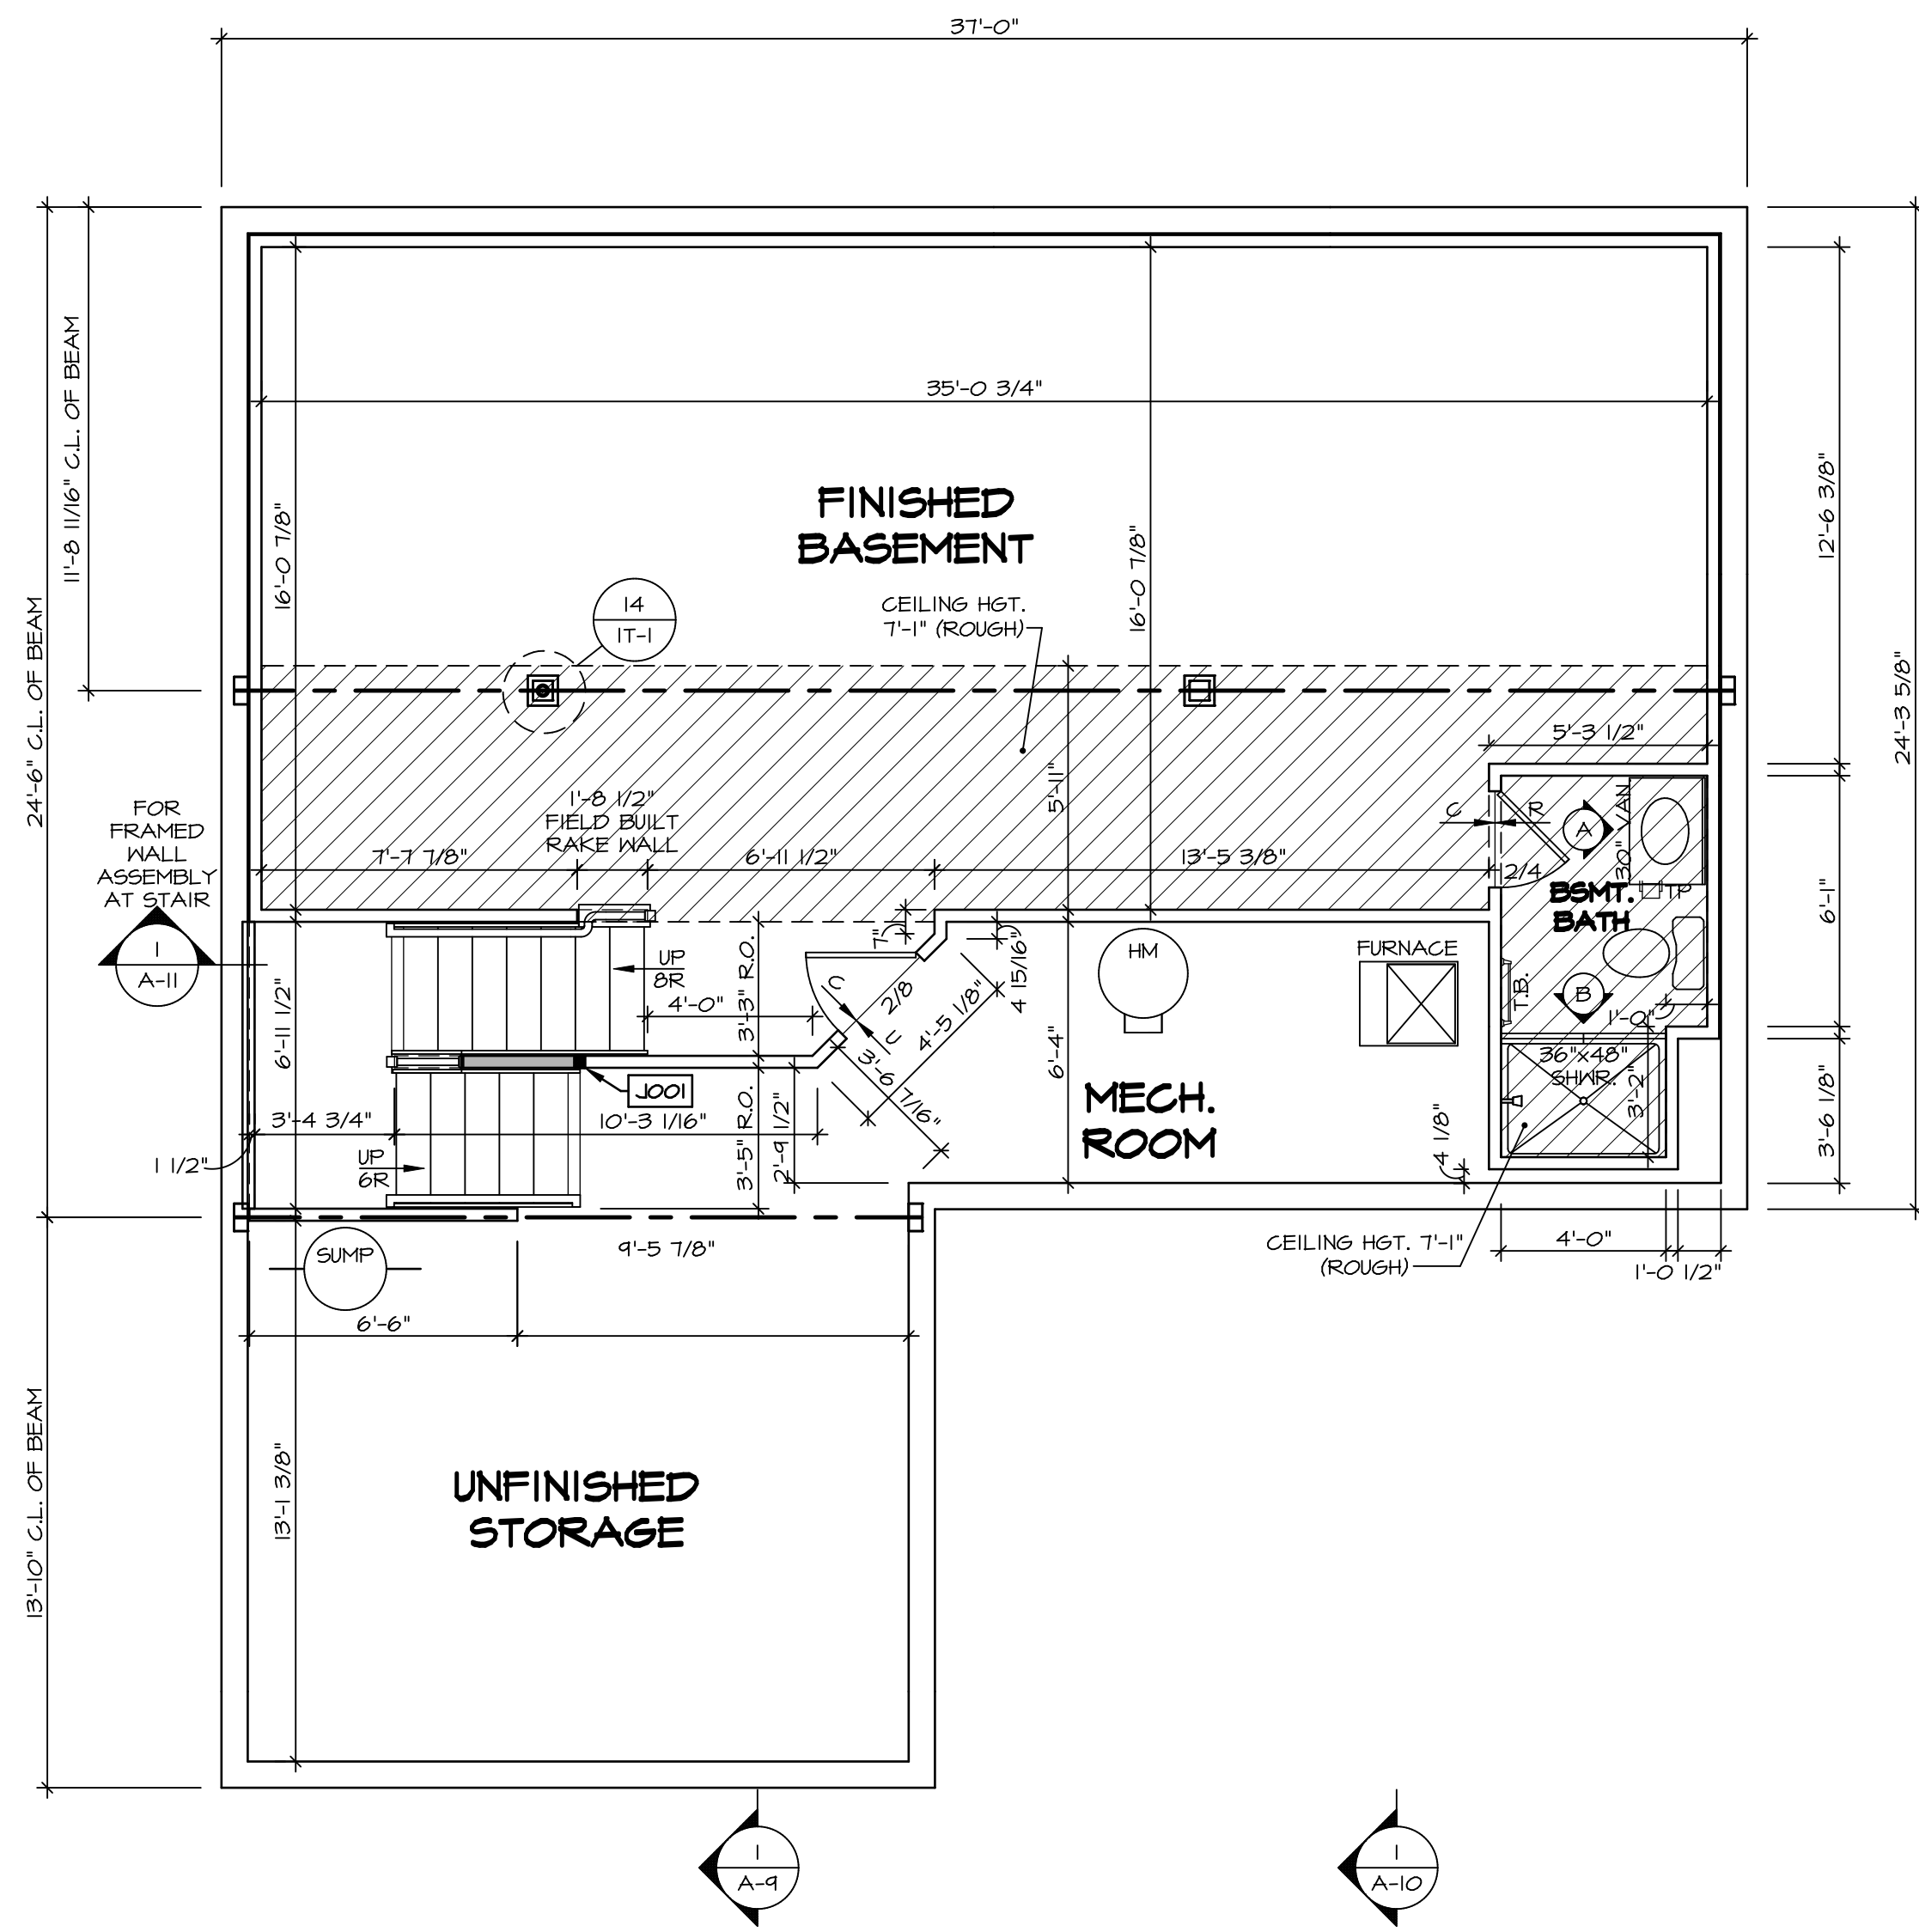 37'-0"
35'-0 3/4"
24'-6" C.L. OF BEAM
11'-8 11/16" C.L. OF BEAM
16'-0 7/8"
FINISHED
BASEMENT
CEILING HGT.
7'-1" (ROUGH)
16'-0 7/8"
12'-6 3/8"
24'-3 5/8"
14
1T-1
5'-3 1/2"
5'-11"
FOR
FRAMED
WALL
ASSEMBLY
AT STAIR
1
A-11
1'-8 1/2"
FIELD BUILT
RAKE WALL
7'-7 7/8"
6'-11 1/2"
13'-5 3/8"
C
R
A
30" VAN
2/4
TP
BSMT.
BATH
6'-1"
7"
4 15/16"
HM
FURNACE
UP
8R
4'-0"
3'-3" R.O.
C
2/8
U
4'-5 1/8"
3'-6 7/16"
6'-11 1/2"
6'-4"
T.B.
B
1'-0"
36"x48"
SHWR.
3'-2"
3'-6 1/8"
J001
MECH.
ROOM
3'-4 3/4"
10'-3 1/16"
3'-5" R.O.
2'-9 1/2"
4 1/8"
1 1/2"
UP
6R
SUMP
9'-5 7/8"
CEILING HGT. 7'-1"
(ROUGH)
4'-0"
1'-0 1/2"
6'-6"
13'-10" C.L. OF BEAM
13'-1 3/8"
UNFINISHED
STORAGE
1
A-9
1
A-10